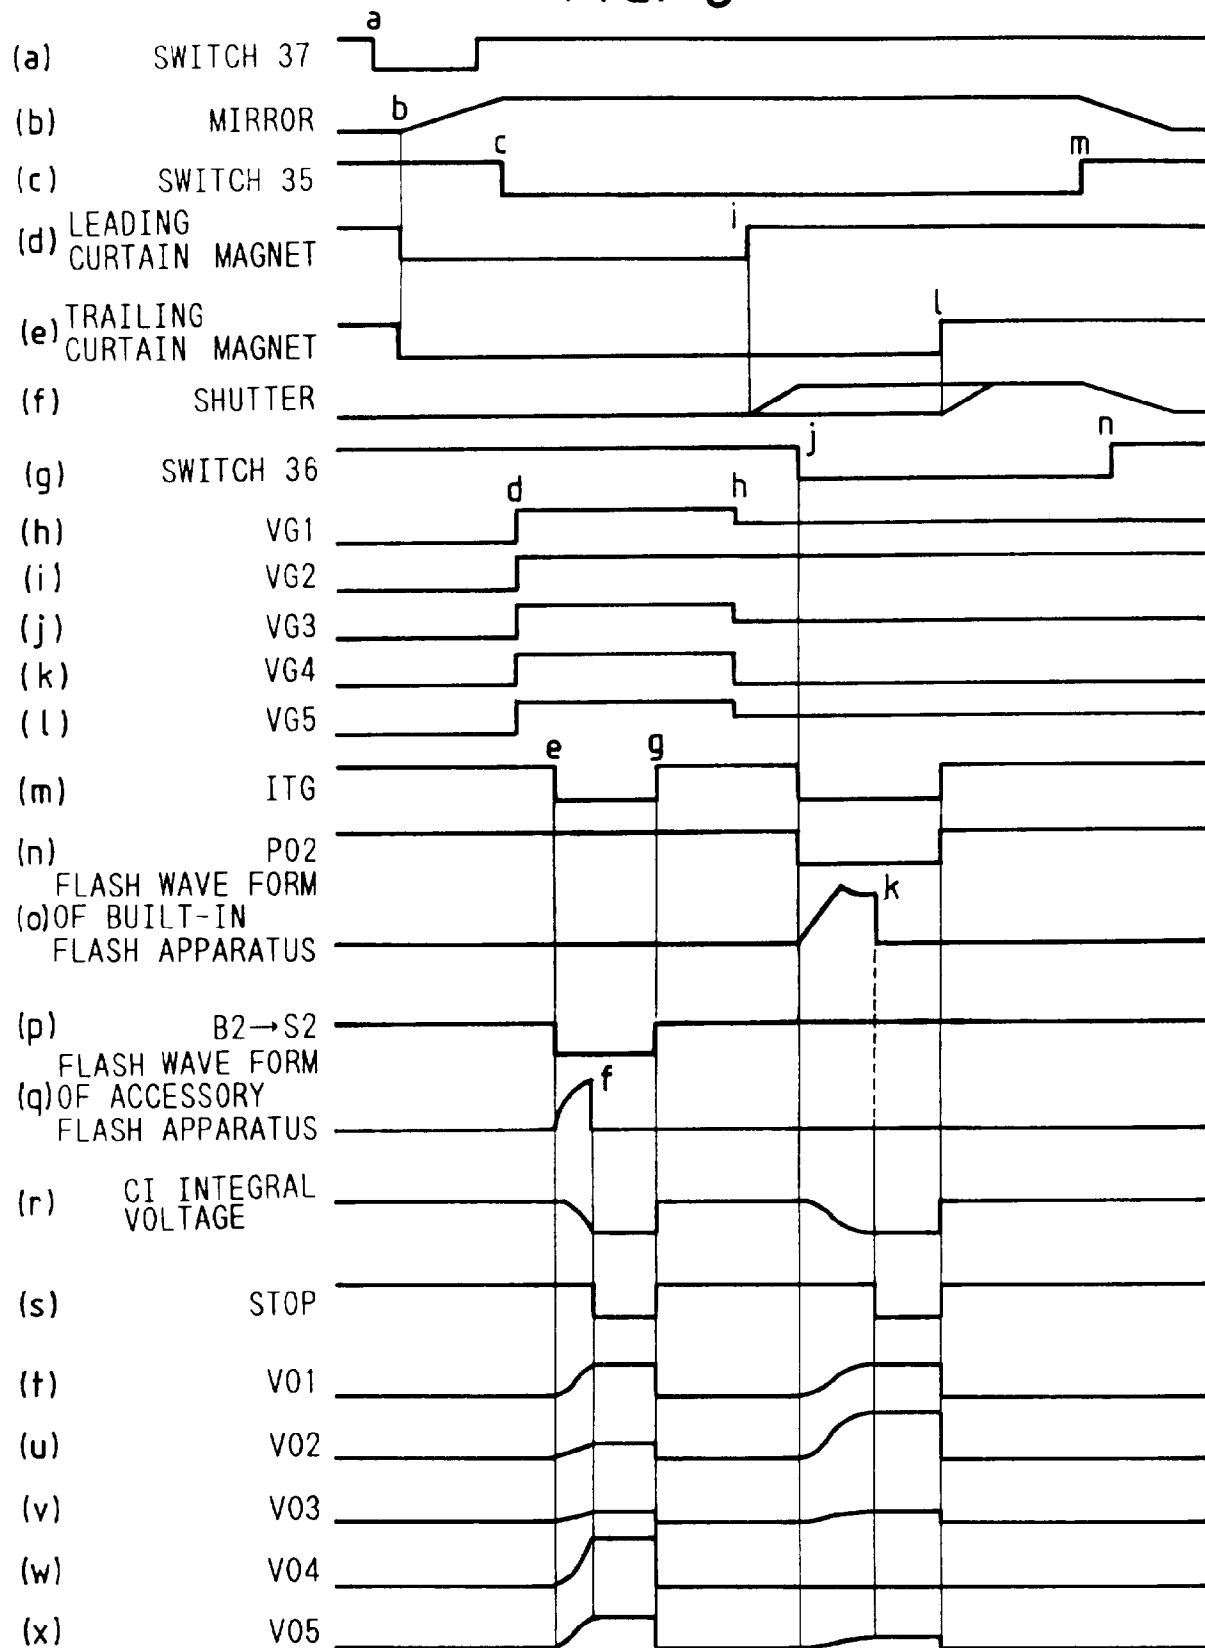 a
(a) SWITCH 37
(b) MIRROR
b
c
m
(c) SWITCH 35
(d) LEADING
CURTAIN MAGNET
i
(e) TRAILING
CURTAIN MAGNET
l
(f) SHUTTER
j
n
(g) SWITCH 36
d
h
(h) VG1
(i) VG2
(j) VG3
(k) VG4
(l) VG5
e
g
(m) ITG
(n) P02
FLASH WAVE FORM
(o) OF BUILT-IN
FLASH APPARATUS
k
(p) B2→S2
FLASH WAVE FORM
(q) OF ACCESSORY
FLASH APPARATUS
f
(r) CI INTEGRAL
VOLTAGE
(s) STOP
(t) V01
(u) V02
(v) V03
(w) V04
(x) V05